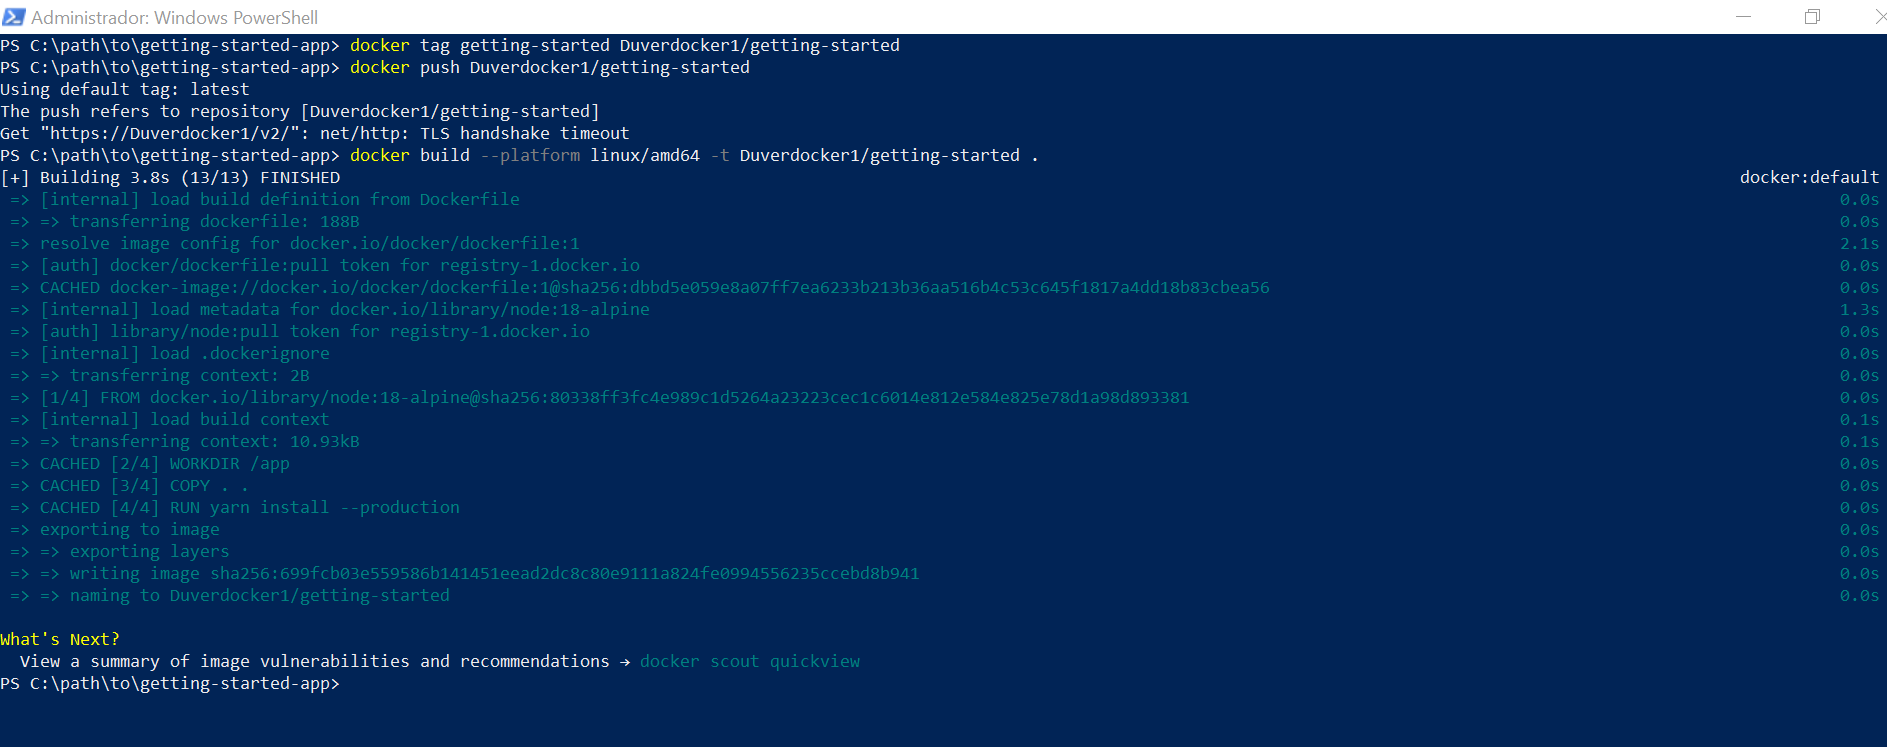 Administrador: Windows PowerShell
PS C:\path\to\getting-started-app> docker tag getting-started Duverdocker1/getting-started
PS C:\path\to\getting-started-app> docker push Duverdocker1/getting-started
Using default tag: latest
The push refers to repository [Duverdocker1/getting-started]
Get "https://Duverdocker1/v2/": net/http: TLS handshake timeout
PS C:\path\to\getting-started-app> docker build --platform linux/amd64 -t Duverdocker1/getting-started .
[+] Building 3.8s (13/13) FINISHED docker:default
=> [internal] load build definition from Dockerfile 0.0s
=> => transferring dockerfile: 188B 0.0s
=> resolve image config for docker.io/docker/dockerfile:1 2.1s
=> [auth] docker/dockerfile:pull token for registry-1.docker.io 0.0s
=> CACHED docker-image://docker.io/docker/dockerfile:1@sha256:dbbd5e059e8a07ff7ea6233b213b36aa516b4c53c645f1817a4dd18b83cbea56 0.0s
=> [internal] load metadata for docker.io/library/node:18-alpine 1.3s
=> [auth] library/node:pull token for registry-1.docker.io 0.0s
=> [internal] load .dockerignore 0.0s
=> => transferring context: 2B 0.0s
=> [1/4] FROM docker.io/library/node:18-alpine@sha256:80338ff3fc4e989c1d5264a23223cec1c6014e812e584e825e78d1a98d893381 0.0s
=> [internal] load build context 0.1s
=> => transferring context: 10.93kB 0.1s
=> CACHED [2/4] WORKDIR /app 0.0s
=> CACHED [3/4] COPY . . 0.0s
=> CACHED [4/4] RUN yarn install --production 0.0s
=> exporting to image 0.0s
=> => exporting layers 0.0s
=> => writing image sha256:699fcb03e559586b141451eead2dc8c80e9111a824fe0994556235ccebd8b941 0.0s
=> => naming to Duverdocker1/getting-started 0.0s
What's Next?
View a summary of image vulnerabilities and recommendations → docker scout quickview
PS C:\path\to\getting-started-app>